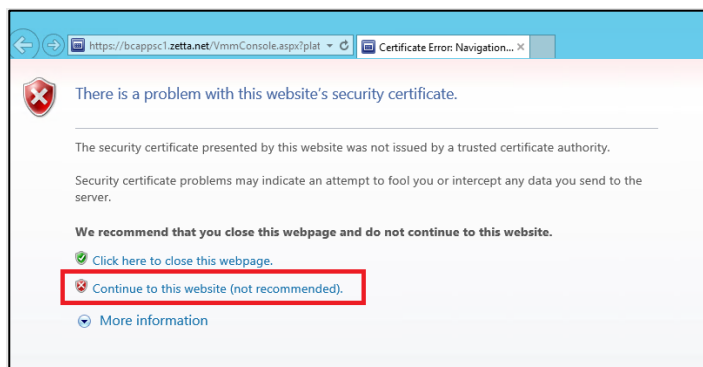 https://bcappsc1.zetta.net/VmmConsole.aspx?plat
Certificate Error: Navigation...
There is a problem with this website's security certificate.
The security certificate presented by this website was not issued by a trusted certificate authority.
Security certificate problems may indicate an attempt to fool you or intercept any data you send to the
server.
We recommend that you close this webpage and do not continue to this website.
Click here to close this webpage.
Continue to this website (not recommended).
More information